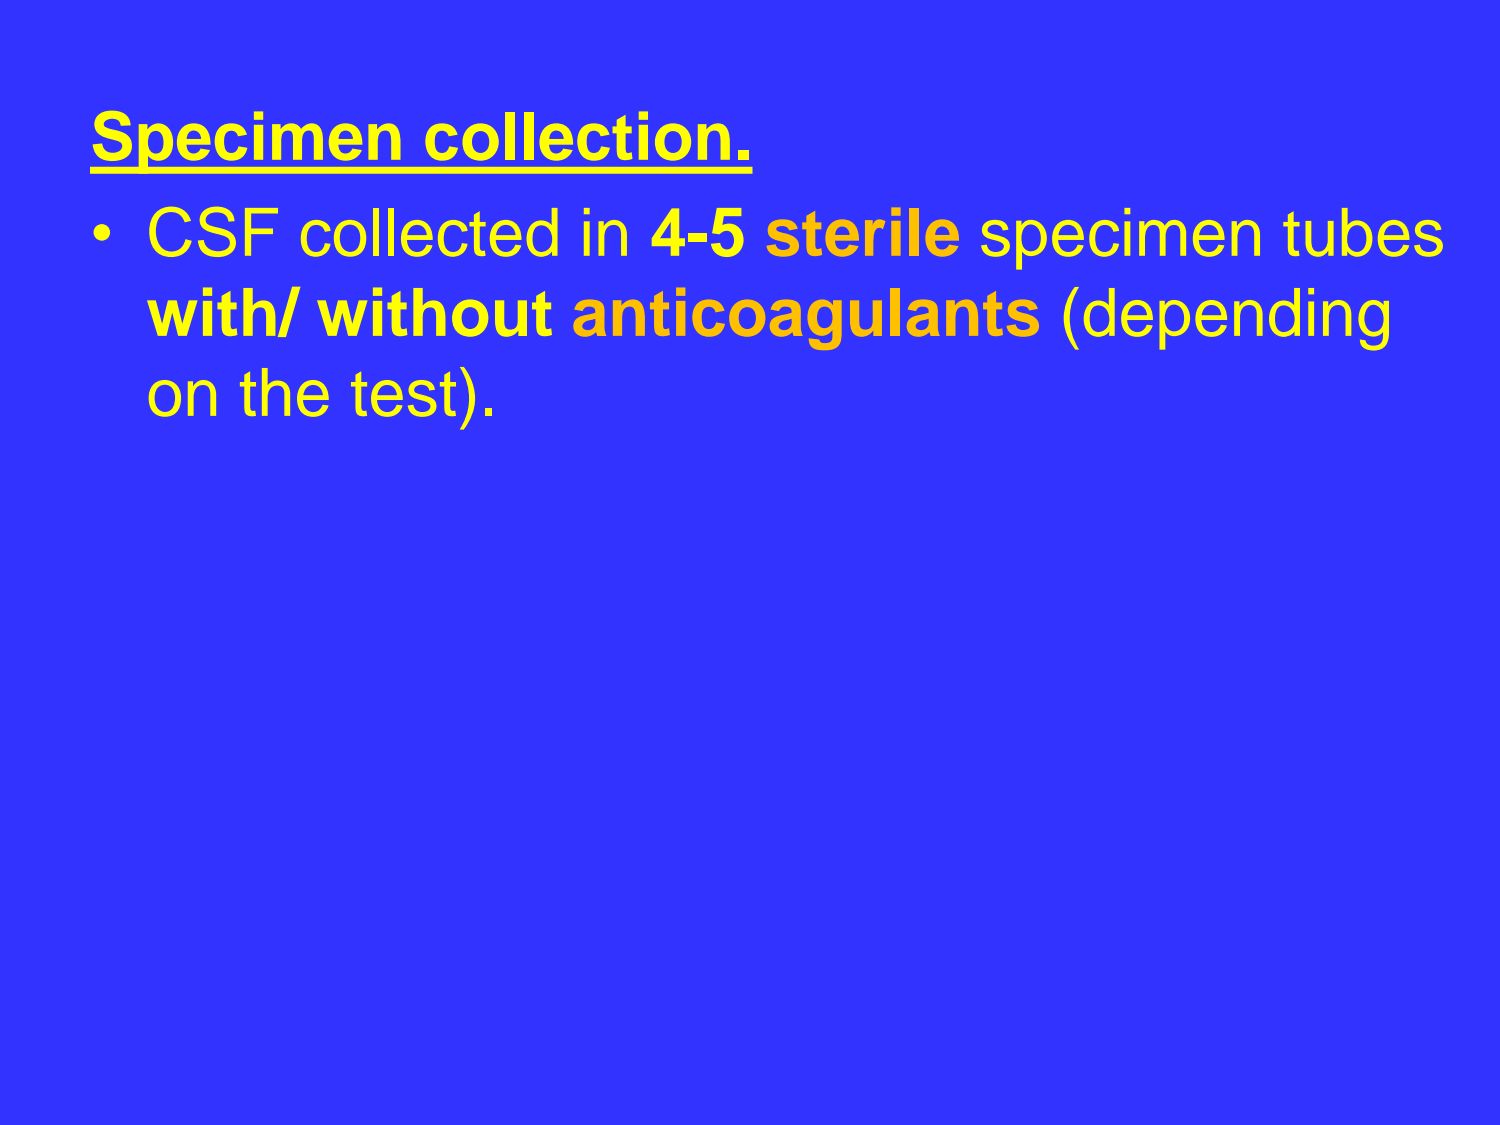 Specimen collection.
• CSF collected in 4-5 sterile specimen tubes
with/ without anticoagulants (depending
on the test).